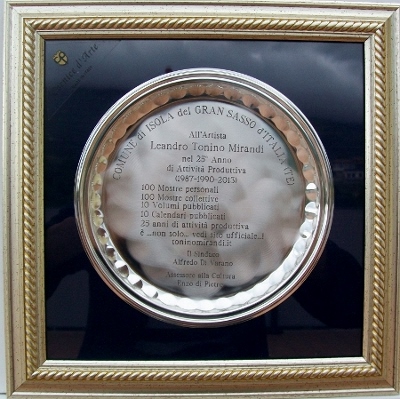 COMUNE di ISOLA del GRAN SASSO d'ITALIA (TE)
All'Artista
Leandro Tonino Mirandi
nel 25° Anno
di Attività Produttiva
(1987-1990-2013)
100 Mostre personali
100 Mostre collettive
10 Volumi pubblicati
10 Calendari pubblicati
25 anni di attività produttiva
è ..non solo.. vedi sito ufficiale..!
toninomirandi.it
Il sindaco
Alfredo Di Varano
Assessore alla Cultura
Enzo di Pietro